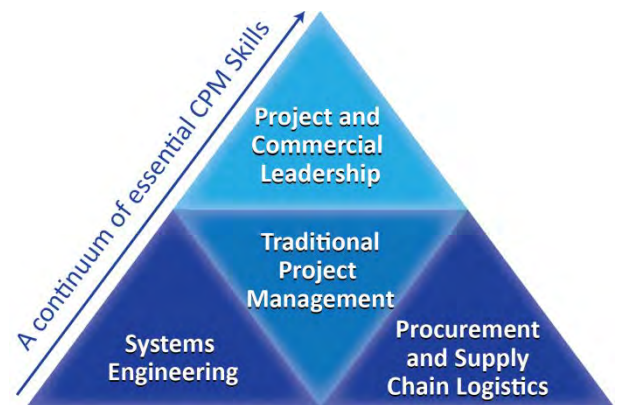 A continuum of essential CPM Skills
Project and
Commercial
Leadership
Traditional
Project
Management
Systems
Engineering
Procurement
and Supply
Chain Logistics